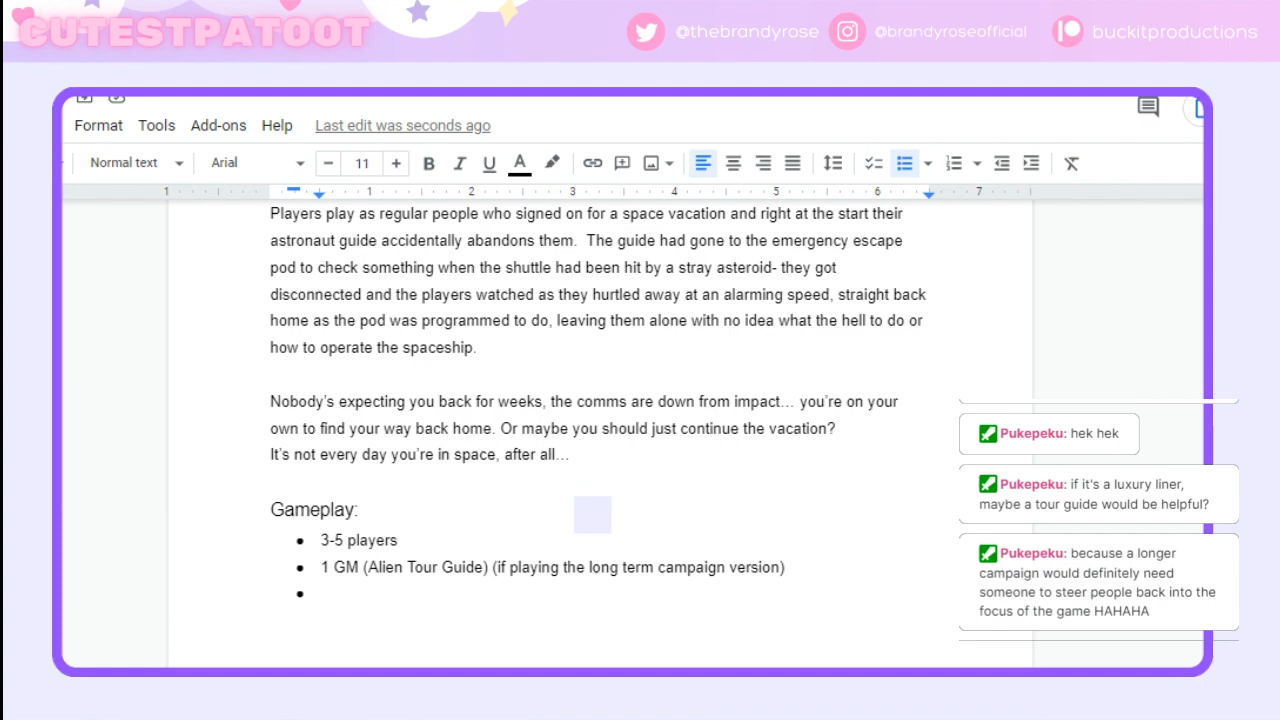 CUTESTPATOOT
@thebrandyrose
@brandyroseofficial
buckitproductions
Format Tools Add-ons Help Last edit was seconds ago
Normal text Arial − 11 + B I U A
1 1 2 3 4 5 6 7
Players play as regular people who signed on for a space vacation and right at the start their
astronaut guide accidentally abandons them. The guide had gone to the emergency escape
pod to check something when the shuttle had been hit by a stray asteroid- they got
disconnected and the players watched as they hurtled away at an alarming speed, straight back
home as the pod was programmed to do, leaving them alone with no idea what the hell to do or
how to operate the spaceship.
Nobody’s expecting you back for weeks, the comms are down from impact… you’re on your
own to find your way back home. Or maybe you should just continue the vacation?
It’s not every day you’re in space, after all…
Gameplay:
● 3-5 players
● 1 GM (Alien Tour Guide) (if playing the long term campaign version)
●
Pukepeku: hek hek
Pukepeku: if it's a luxury liner,
maybe a tour guide would be helpful?
Pukepeku: because a longer
campaign would definitely need
someone to steer people back into the
focus of the game HAHAHA